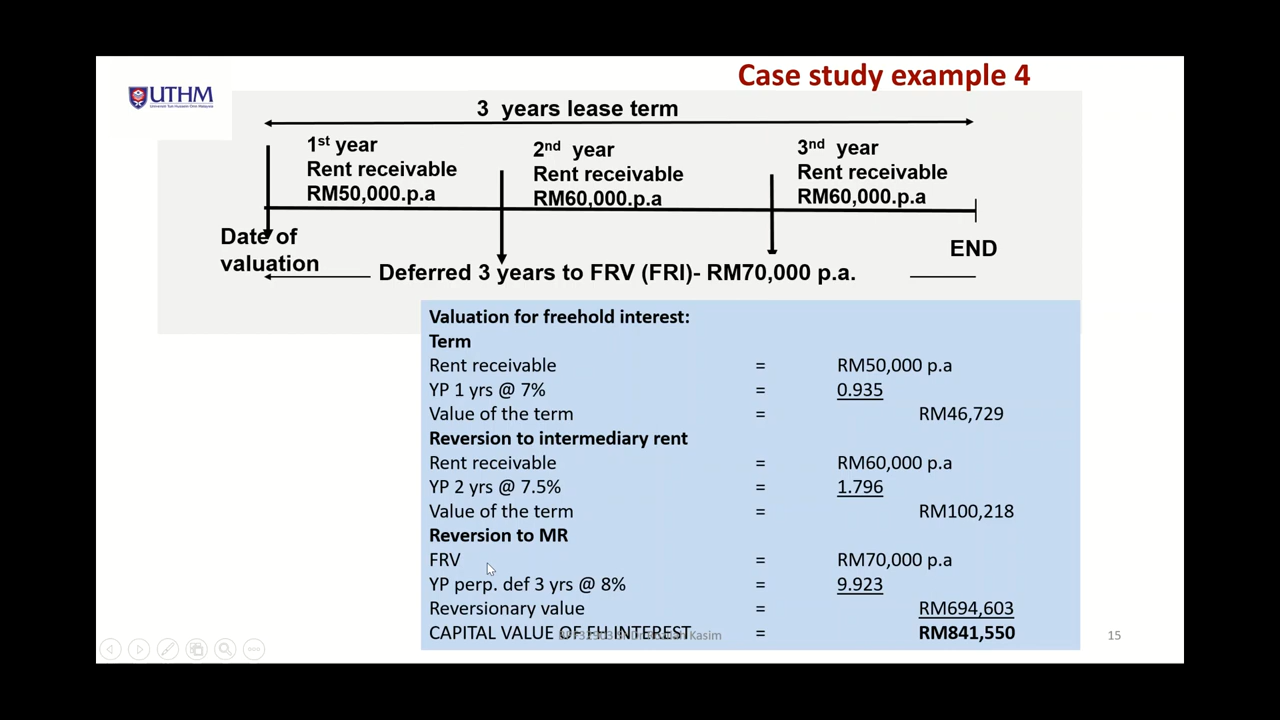 Case study example 4
UTHM
3 years lease term
1st year
Rent receivable
RM50,000.p.a
2nd year
Rent receivable
RM60,000.p.a
3nd year
Rent receivable
RM60,000.p.a
Date of
valuation
END
Deferred 3 years to FRV (FRI)- RM70,000 p.a.
Valuation for freehold interest:
Term
Rent receivable = RM50,000 p.a
YP 1 yrs @ 7% = 0.935
Value of the term = RM46,729
Reversion to intermediary rent
Rent receivable = RM60,000 p.a
YP 2 yrs @ 7.5% = 1.796
Value of the term = RM100,218
Reversion to MR
FRV = RM70,000 p.a
YP perp. def 3 yrs @ 8% = 9.923
Reversionary value = RM694,603
CAPITAL VALUE OF FH INTEREST = RM841,550
Kasim
15